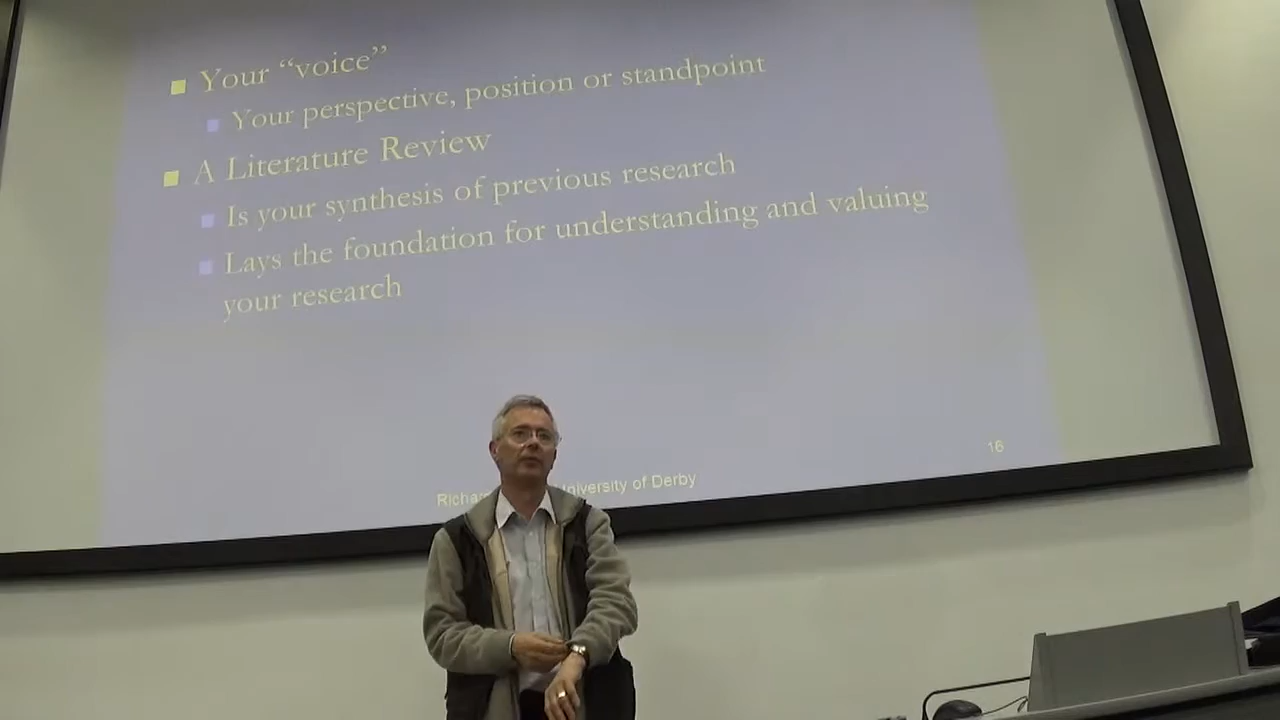 Your “voice”
Your perspective, position or standpoint
A Literature Review
Is your synthesis of previous research
Lays the foundation for understanding and valuing
your research
16
University of Derby